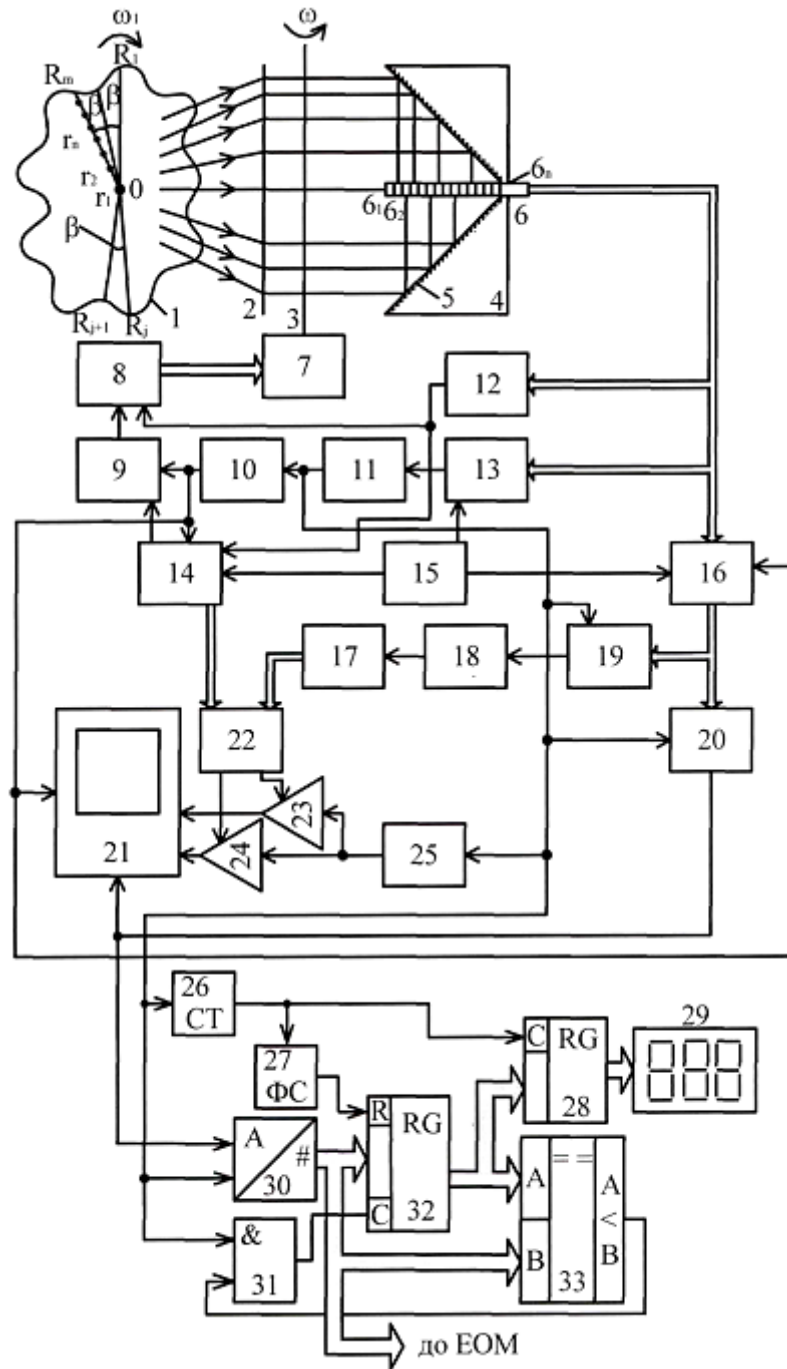 ω₁ ω
R₁
Rₘ
β β
rₙ
r₂
r₁ 0
β
Rⱼ₊₁ Rⱼ 1
2 3
6ₙ
6₁ 6₂ 6
5 4
8 7 12
9 10 11 13
14 15 16
17 18 19
22 20
23
21 24 25
26
CT
27
ФС
C RG
28
29
A
#
30
R RG
C 32
&
31
A == A
<
B 33 B
до ЕОМ